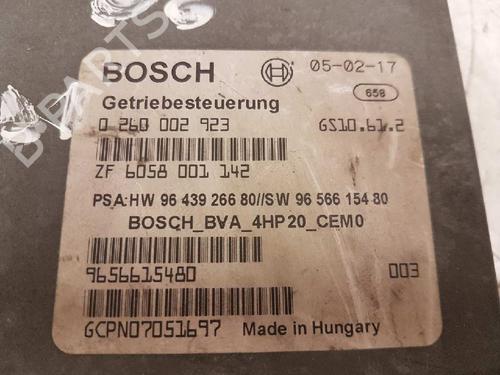 BOSCH 05-02-17
658
Getriebesteuerung
0 260 002 923 GS10.61.2
ZF 6058 001 142
PSA:HW 96 439 266 80//SW 96 566 154 80
BOSCH_BVA_4HP20_CEM0
9656615480 003
GCPN07051697 Made in Hungary
B PARTS